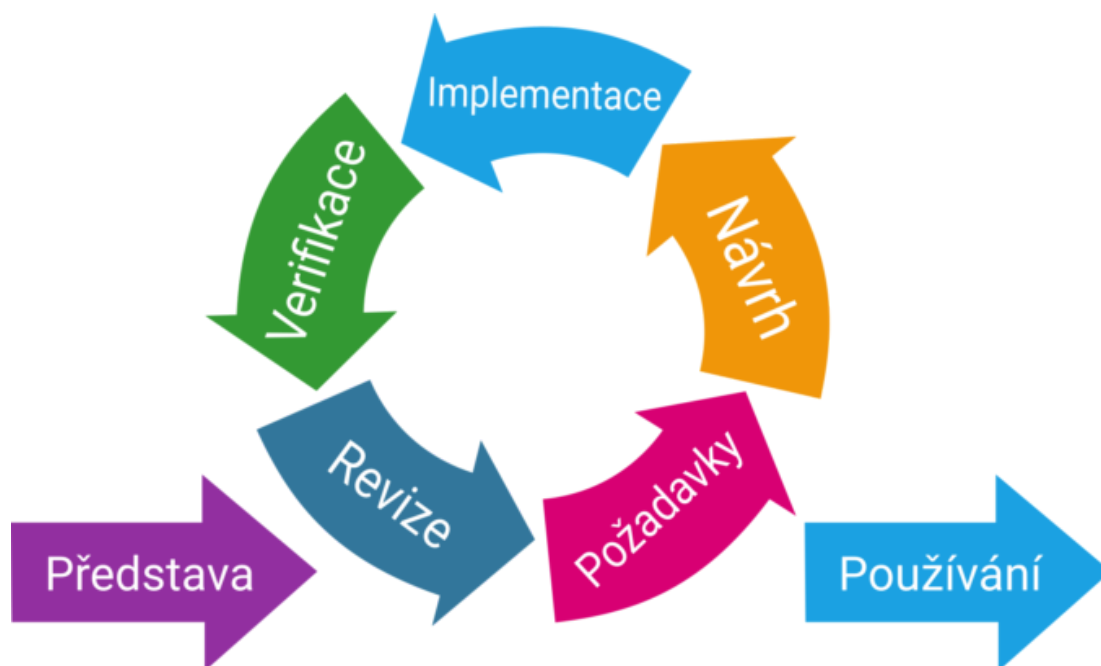 Implementace
Verifikace
Návrh
Revize
Požadavky
Představa
Používání